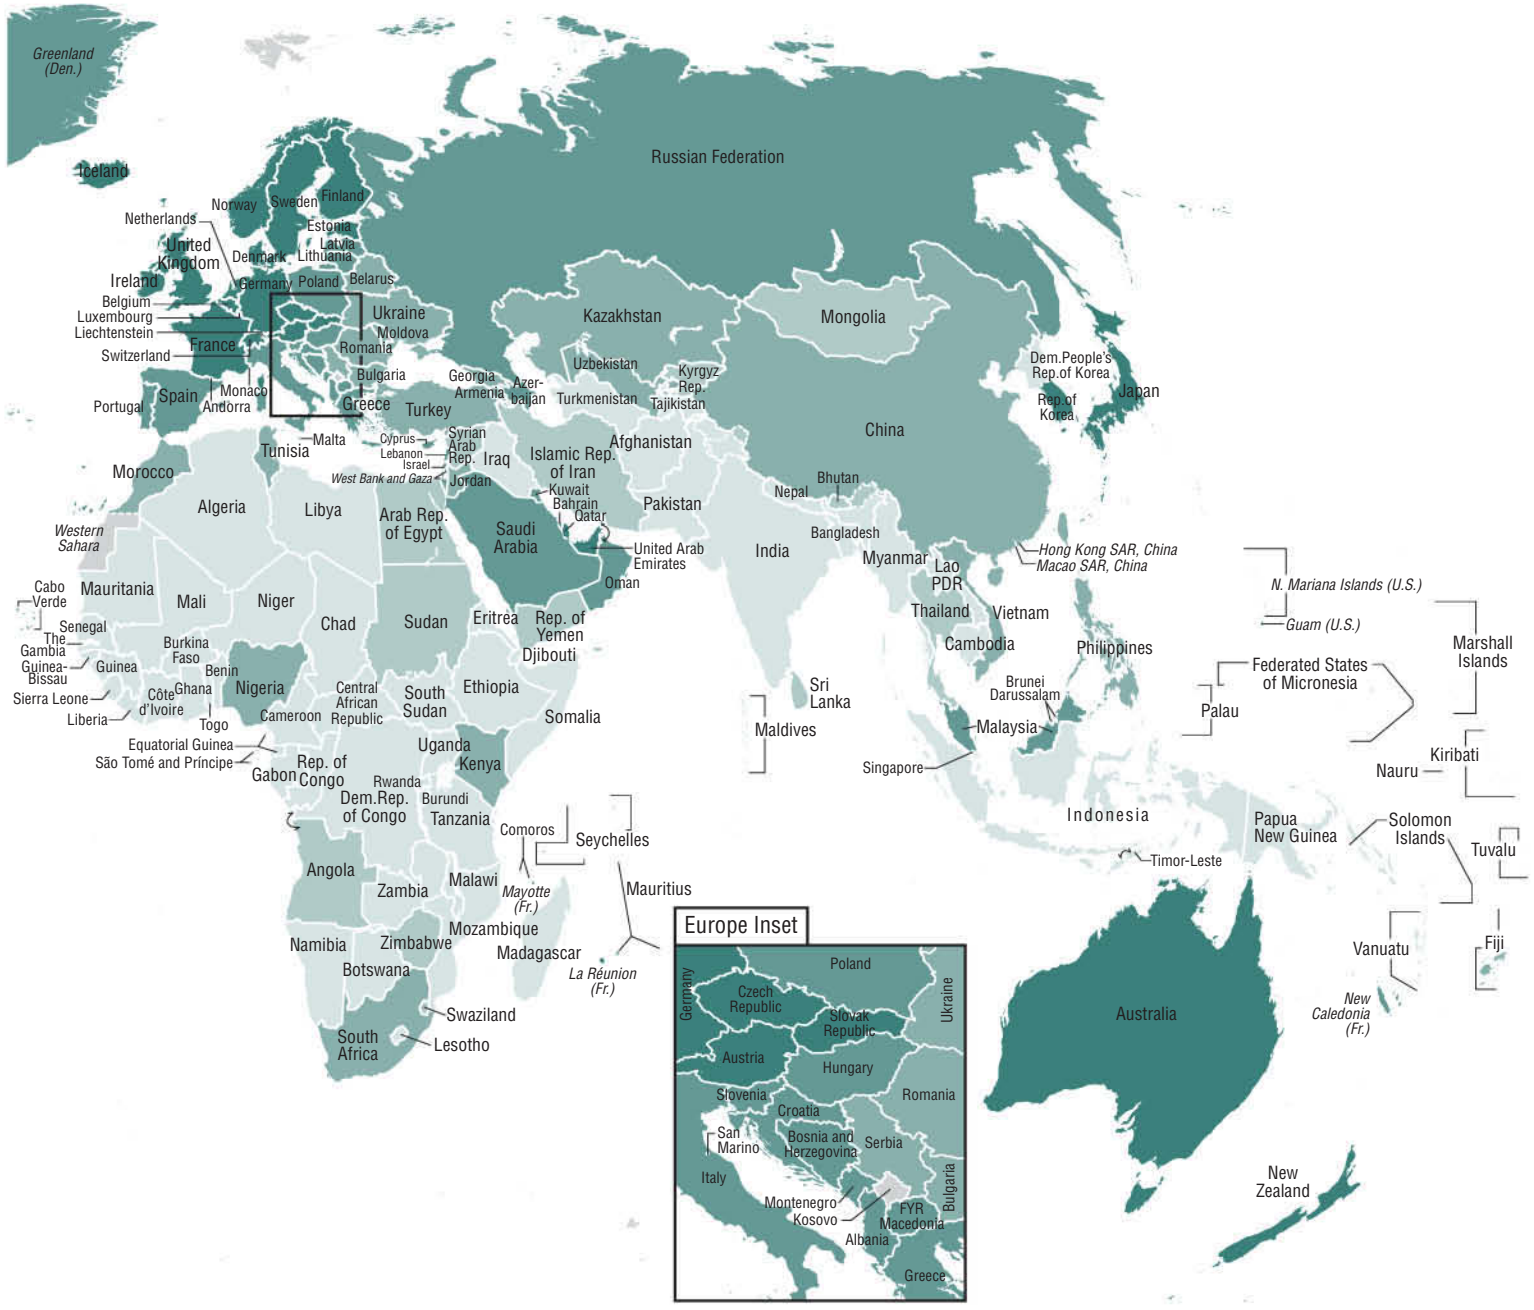 Greenland
(Den.)
Iceland
Norway
Sweden
Finland
Russian Federation
Netherlands
Estonia
Latvia
Lithuania
United
Kingdom
Denmark
Ireland
Germany
Poland
Belarus
Belgium
Luxembourg
Liechtenstein
Ukraine
Moldova
France
Romania
Switzerland
Kazakhstan
Mongolia
Uzbekistan
Kyrgyz
Rep.
Dem.People's
Rep.of Korea
Japan
Bulgaria
Georgia
Armenia
Azer-
baijan
Turkmenistan
Tajikistan
Rep.of
Korea
Portugal
Spain
Monaco
Andorra
Greece
Turkey
China
Malta
Tunisia
Cyprus
Lebanon
Israel
West Bank and Gaza
Syrian
Arab
Rep.
Iraq
Jordan
Islamic Rep.
of Iran
Afghanistan
Morocco
Algeria
Libya
Arab Rep.
of Egypt
Kuwait
Bahrain
Qatar
Pakistan
Nepal
Bhutan
Western
Sahara
Saudi
Arabia
United Arab
Emirates
Oman
India
Bangladesh
Myanmar
Lao
PDR
Hong Kong SAR, China
Macao SAR, China
N. Mariana Islands (U.S.)
Guam (U.S.)
Cabo
Verde
Mauritania
Mali
Niger
Chad
Sudan
Eritrea
Rep. of
Yemen
Djibouti
Thailand
Vietnam
Cambodia
Philippines
Marshall
Islands
Senegal
The
Gambia
Guinea-
Bissau
Guinea
Burkina
Faso
Benin
Sierra Leone
Liberia
Côte
d'Ivoire
Ghana
Togo
Nigeria
Cameroon
Central
African
Republic
South
Sudan
Ethiopia
Somalia
Sri
Lanka
Maldives
Brunei
Darussalam
Malaysia
Singapore
Palau
Federated States
of Micronesia
Kiribati
Nauru
Equatorial Guinea
São Tomé and Príncipe
Gabon
Rep. of
Congo
Uganda
Kenya
Rwanda
Dem.Rep.
of Congo
Burundi
Tanzania
Indonesia
Papua
New Guinea
Solomon
Islands
Tuvalu
Timor-Leste
Comoros
Seychelles
Angola
Zambia
Malawi
Mayotte
(Fr.)
Mauritius
Namibia
Zimbabwe
Botswana
Mozambique
Madagascar
La Réunion
(Fr.)
Vanuatu
Fiji
New
Caledonia
(Fr.)
South
Africa
Swaziland
Lesotho
Australia
New
Zealand
Europe Inset
Germany
Poland
Czech
Republic
Slovak
Republic
Ukraine
Austria
Hungary
Slovenia
Croatia
Romania
San
Marino
Bosnia and
Herzegovina
Serbia
Italy
Montenegro
Kosovo
Bulgaria
FYR
Macedonia
Albania
Greece